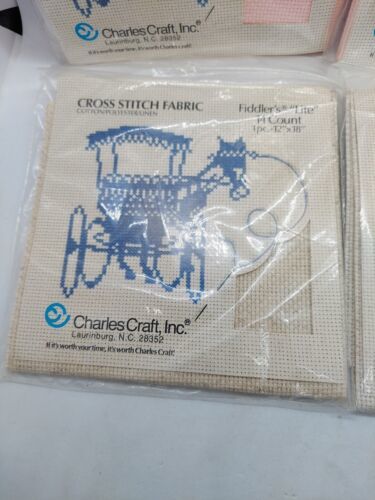 Charles Craft, Inc.®
Laurinburg, N.C. 28352
If it's worth your time, it's worth Charles Craft!
CROSS STITCH FABRIC
COTTON/POLYESTER/LINEN
Fiddler's® "Lite"
14 Count
1 pc.-12"x18"
Charles Craft, Inc.®
Laurinburg, N.C. 28352
If it's worth your time, it's worth Charles Craft!